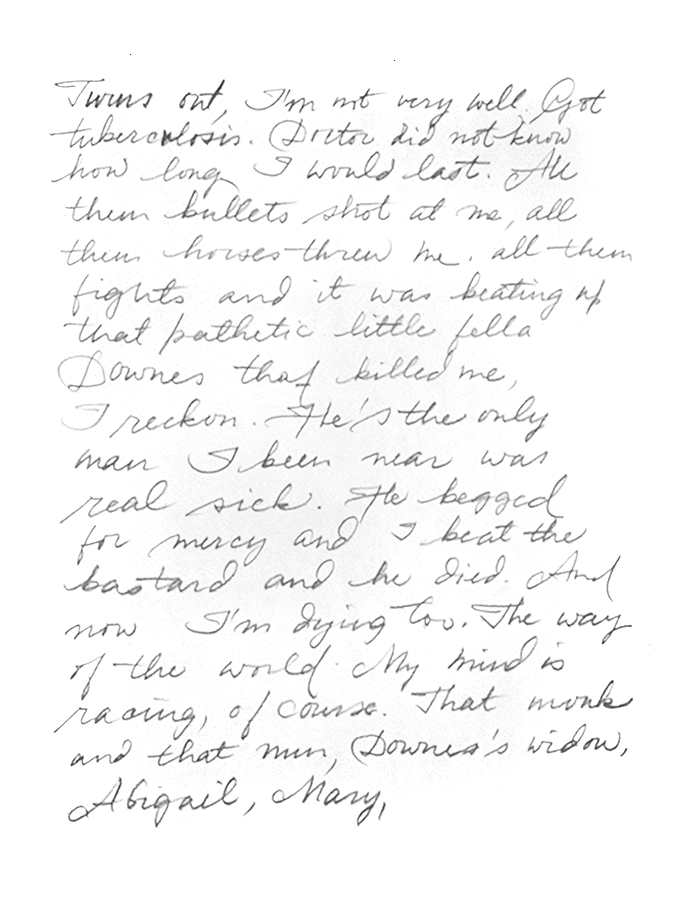 Turns out, I'm not very well. Got
tuberculosis. Doctor did not know
how long I would last. All
them bullets shot at me, all
them horses threw me. all them
fights and it was beating up
that pathetic little fella
Downes that killed me,
I reckon. He's the only
man I been near was
real sick. He begged
for mercy and I beat the
bastard and he died. And
now I'm dying too. The way
of the world. My mind is
racing, of course. That monk
and that nun, Downes's widow,
Abigail, Mary,